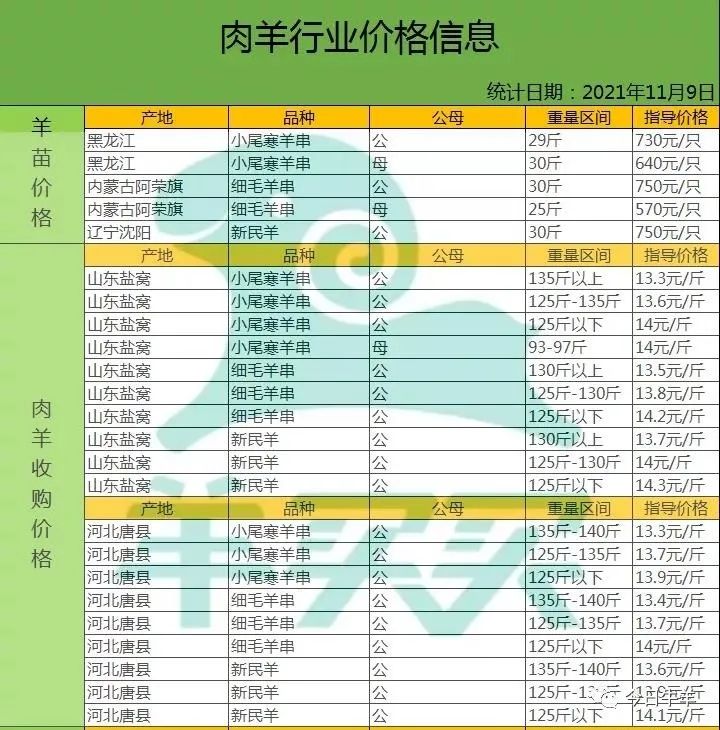 肉羊行业价格信息
统计日期：2021年11月9日
羊苗价格
产地 品种 公母 重量区间 指导价格
黑龙江 小尾寒羊串 公 29斤 730元/只
黑龙江 小尾寒羊串 母 30斤 640元/只
内蒙古阿荣旗 细毛羊串 公 30斤 750元/只
内蒙古阿荣旗 细毛羊串 母 25斤 570元/只
辽宁沈阳 新民羊 公 30斤 750元/只
肉羊收购价格
产地 品种 公母 重量区间 指导价格
山东盐窝 小尾寒羊串 公 135斤以上 13.3元/斤
山东盐窝 小尾寒羊串 公 125斤-135斤 13.6元/斤
山东盐窝 小尾寒羊串 公 125斤以下 14元/斤
山东盐窝 小尾寒羊串 母 93-97斤 14元/斤
山东盐窝 细毛羊串 公 130斤以上 13.5元/斤
山东盐窝 细毛羊串 公 125斤-130斤 13.8元/斤
山东盐窝 细毛羊串 公 125斤以下 14.2元/斤
山东盐窝 新民羊 公 130斤以上 13.7元/斤
山东盐窝 新民羊 公 125斤-130斤 14元/斤
山东盐窝 新民羊 公 125斤以下 14.3元/斤
产地 品种 公母 重量区间 指导价格
河北唐县 小尾寒羊串 公 135斤-140斤 13.3元/斤
河北唐县 小尾寒羊串 公 125斤-135斤 13.7元/斤
河北唐县 小尾寒羊串 公 125斤以下 13.9元/斤
河北唐县 细毛羊串 公 135斤-140斤 13.4元/斤
河北唐县 细毛羊串 公 125斤-135斤 13.7元/斤
河北唐县 细毛羊串 公 125斤以下 14元/斤
河北唐县 新民羊 公 135斤-140斤 13.6元/斤
河北唐县 新民羊 公
河北唐县 新民羊 公 125斤以下 14.1元/斤
羊买买
今日羊羊